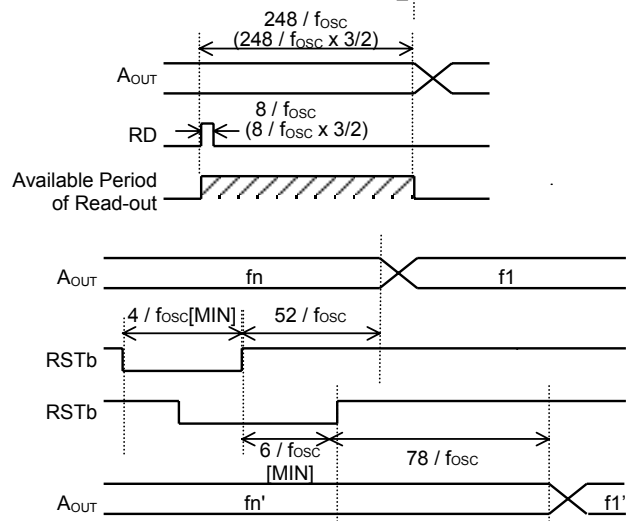 248 / fosc
(248 / fosc x 3/2)
AOUT
8 / fosc
RD
(8 / fosc x 3/2)
Available Period
of Read-out
AOUT
fn
f1
4 / fosc[MIN]
52 / fosc
RSTb
RSTb
6 / fosc
[MIN]
78 / fosc
AOUT
fn'
f1'